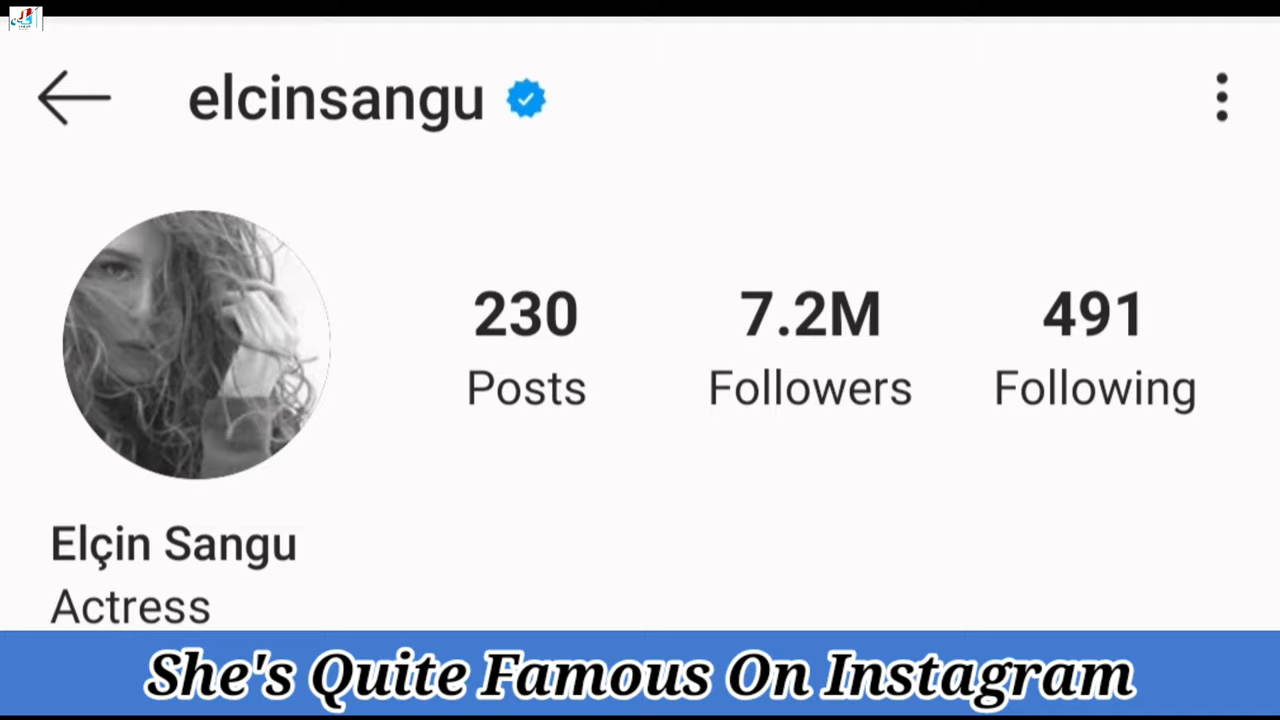 elcinsangu
230 7.2M 491
Posts Followers Following
Elçin Sangu
Actress
She's Quite Famous On Instagram